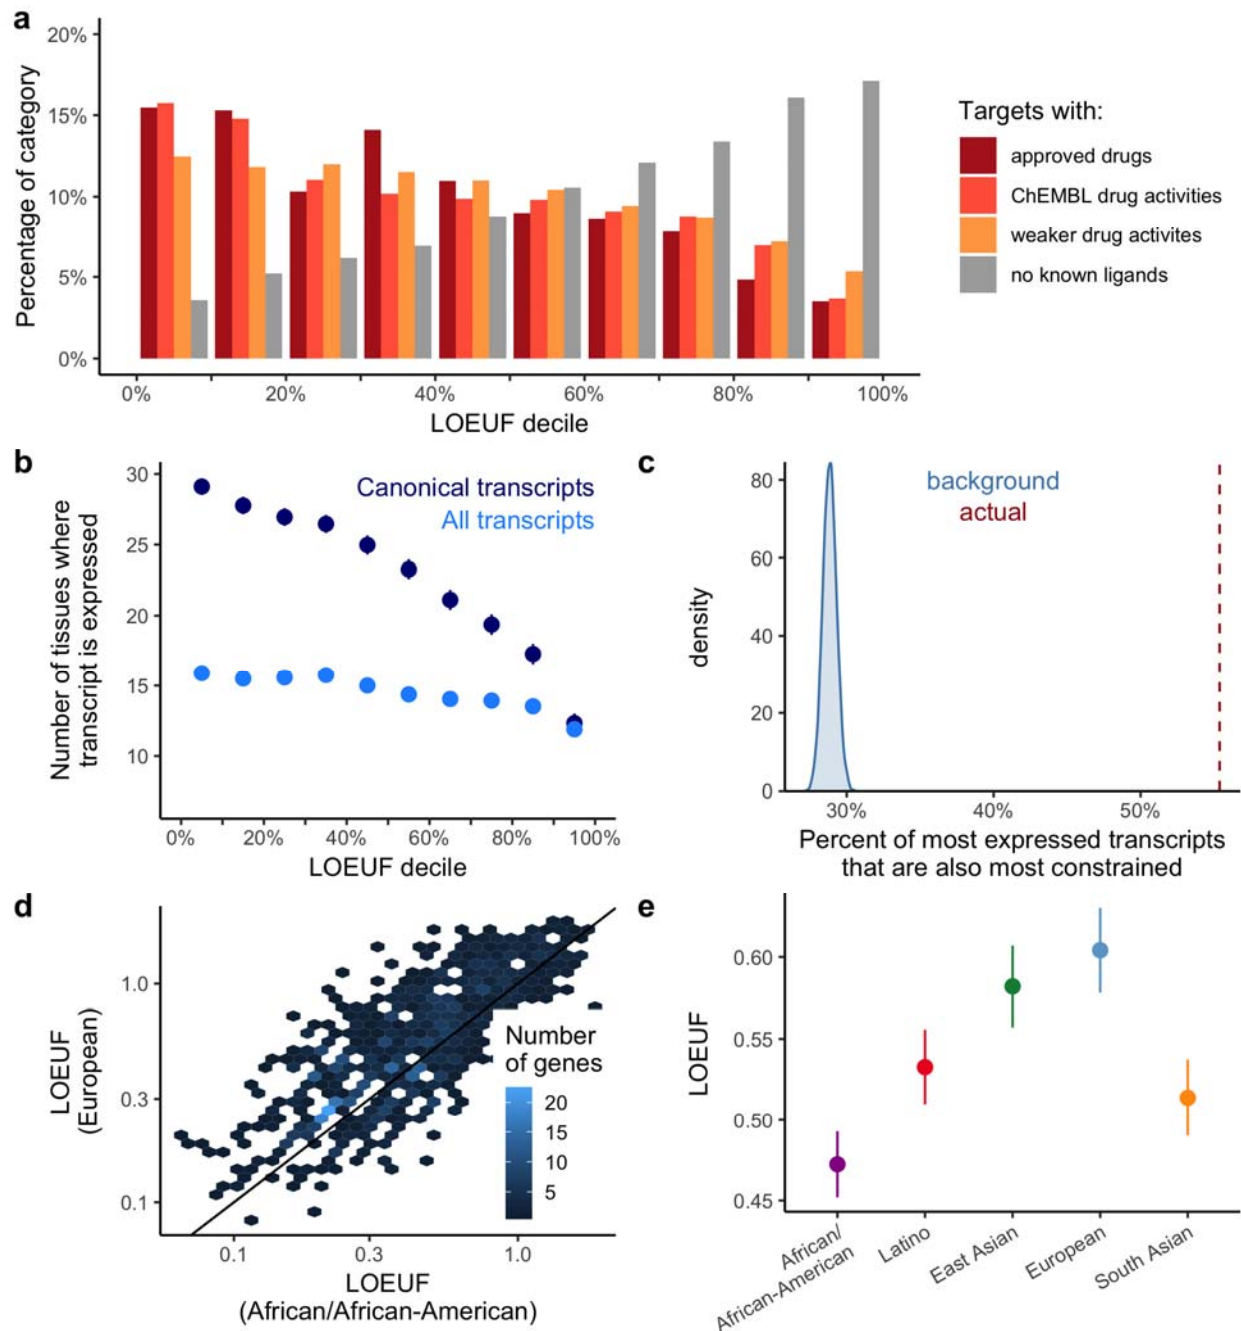 a
Percentage of category
20%
15%
10%
5%
0%
0%
20%
40%
60%
80%
100%
LOEUF decile
Targets with:
approved drugs
ChEMBL drug activities
weaker drug activites
no known ligands
b
Number of tissues where
transcript is expressed
30
25
20
15
10
Canonical transcripts
All transcripts
0%
20%
40%
60%
80%
100%
LOEUF decile
c
density
80
60
40
20
0
background
actual
30%
40%
50%
Percent of most expressed transcripts
that are also most constrained
d
LOEUF
(European)
1.0
0.3
0.1
Number
of genes
20
15
10
5
0.1
0.3
1.0
LOEUF
(African/African-American)
e
LOEUF
0.60
0.55
0.50
0.45
African/
African-American
Latino
East Asian
European
South Asian